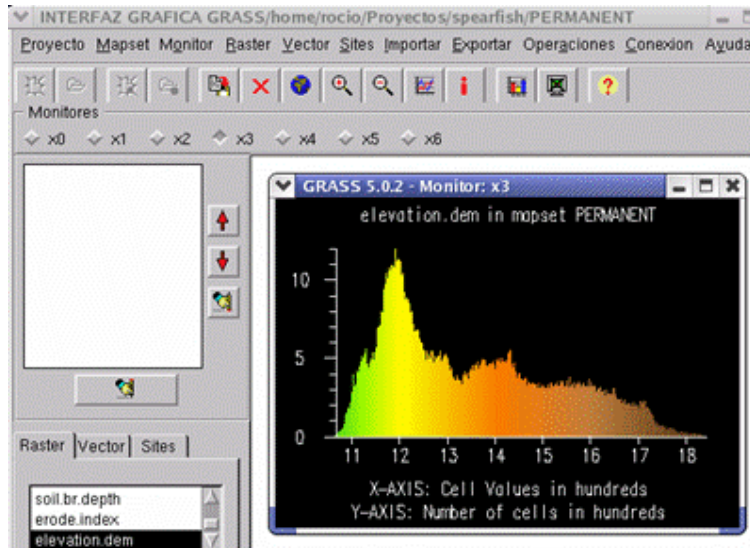 INTERFAZ GRAFICA GRASS/home/rocio/Proyectos/spearfish/PERMANENT
Proyecto Mapset Monitor Raster Vector Sites Importar Exportar Operaciones Conexion Ayuda
Monitores
x0 x1 x2 x3 x4 x5 x6
GRASS 5.0.2 - Monitor: x3
elevation.dem in mapset PERMANENT
10
5
0
11 12 13 14 15 16 17 18
X-AXIS: Cell Values in hundreds
Y-AXIS: Number of cells in hundreds
Raster Vector Sites
soil.br.depth
erode.index
elevation.dem